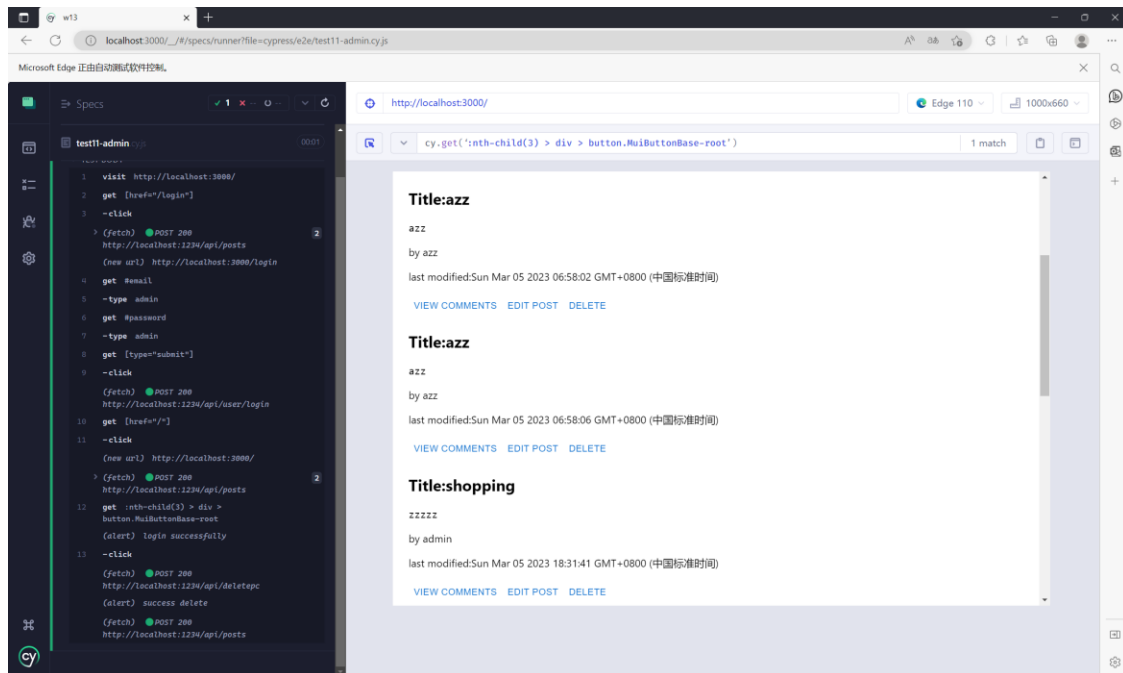 w13
localhost:3000/__/#/specs/runner?file=cypress/e2e/test11-admin.cy.js
Microsoft Edge 正由自动测试软件控制。
Specs
1
test11-admin.cy.js 00:01
TEST BODY
1 visit http://localhost:3000/
2 get [href="/login"]
3 -click
(fetch) POST 200 2
http://localhost:1234/api/posts
(new url) http://localhost:3000/login
4 get #email
5 -type admin
6 get #password
7 -type admin
8 get [type="submit"]
9 -click
(fetch) POST 200
http://localhost:1234/api/user/login
10 get [href="/"]
11 -click
(new url) http://localhost:3000/
(fetch) POST 200 2
http://localhost:1234/api/posts
12 get :nth-child(3) > div >
button.MuiButtonBase-root
(alert) login successfully
13 -click
(fetch) POST 200
http://localhost:1234/api/deletepc
(alert) success delete
(fetch) POST 200
http://localhost:1234/api/posts
cy
http://localhost:3000/
Edge 110
1000x660
cy.get(':nth-child(3) > div > button.MuiButtonBase-root')
1 match
Title:azz
azz
by azz
last modified:Sun Mar 05 2023 06:58:02 GMT+0800 (中国标准时间)
VIEW COMMENTS EDIT POST DELETE
Title:azz
azz
by azz
last modified:Sun Mar 05 2023 06:58:06 GMT+0800 (中国标准时间)
VIEW COMMENTS EDIT POST DELETE
Title:shopping
zzzzz
by admin
last modified:Sun Mar 05 2023 18:31:41 GMT+0800 (中国标准时间)
VIEW COMMENTS EDIT POST DELETE